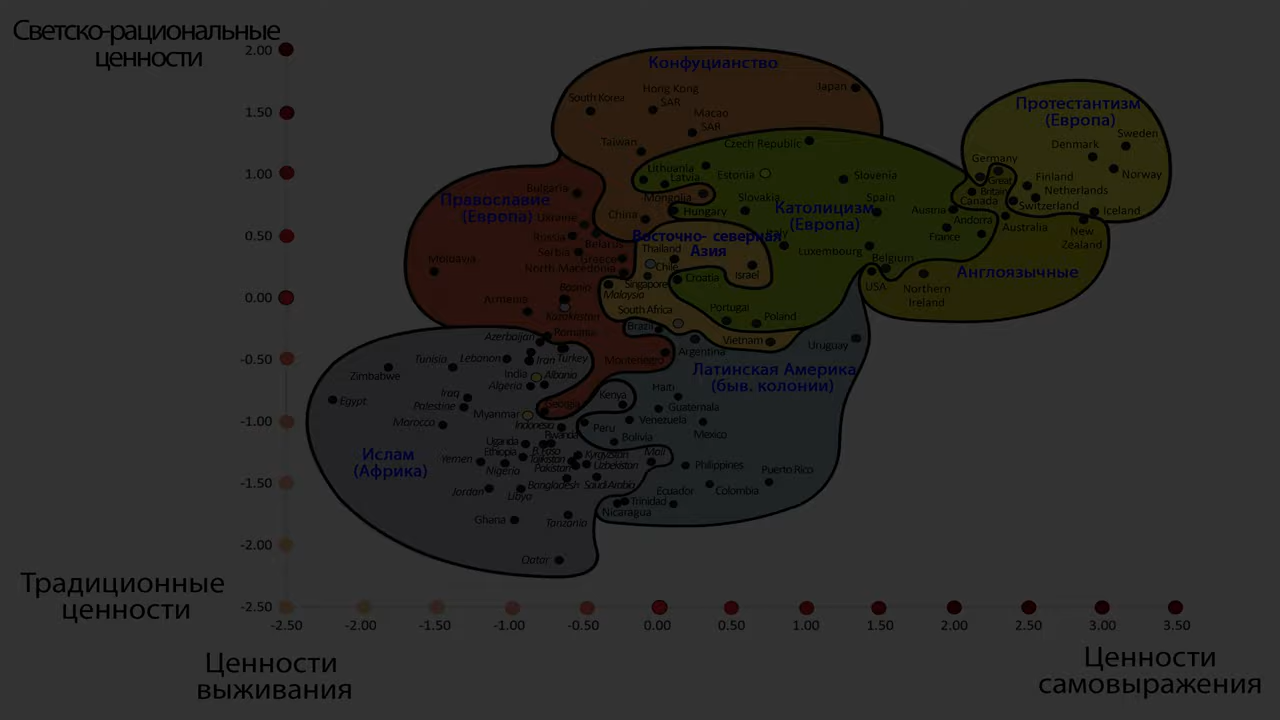 Светско-рациональные
ценности
2.00
1.50
1.00
0.50
0.00
-0.50
-1.00
-1.50
-2.00
-2.50
Традиционные
ценности
-2.50
-2.00
-1.50
-1.00
-0.50
0.00
0.50
1.00
1.50
2.00
2.50
3.00
3.50
Ценности
выживания
Ценности
самовыражения
Конфуцианство
Japan
Hong Kong
SAR
South Korea
Macao
SAR
Taiwan
Mongolia
China
Протестантизм
(Европа)
Sweden
Denmark
Norway
Germany
Finland
Netherlands
Switzerland
Iceland
Католицизм
(Европа)
Czech Republic
Lithuania
Latvia
Estonia
Slovenia
Slovakia
Spain
Hungary
Austria
Andorra
France
Italy
Luxembourg
Belgium
Croatia
Portugal
Poland
Англоязычные
Great
Britain
Canada
Australia
New
Zealand
USA
Northern
Ireland
Православие
(Европа)
Bulgaria
Ukraine
Russia
Belarus
Serbia
Greece
North Macedonia
Moldavia
Bosnia
Armenia
Kazakhstan
Romania
Montenegro
Georgia
Восточно- северная
Азия
Thailand
Chile
Israel
Singapore
Malaysia
South Africa
Vietnam
Латинская Америка
(быв. колонии)
Brazil
Argentina
Uruguay
Haiti
Kenya
Guatemala
Venezuela
Mexico
Peru
Bolivia
Mali
Philippines
Puerto Rico
Ecuador
Colombia
Trinidad
Nicaragua
Ислам
(Африка)
Azerbaijan
Tunisia
Lebanon
Iran
Turkey
Zimbabwe
India
Albania
Algeria
Egypt
Iraq
Palestine
Myanmar
Morocco
Indonesia
Rwanda
Uganda
Ethiopia
B.Faso
Tajikistan
Kyrgyzstan
Yemen
Nigeria
Pakistan
Uzbekistan
Jordan
Libya
Bangladesh
SaudiArabia
Ghana
Tanzania
Qatar